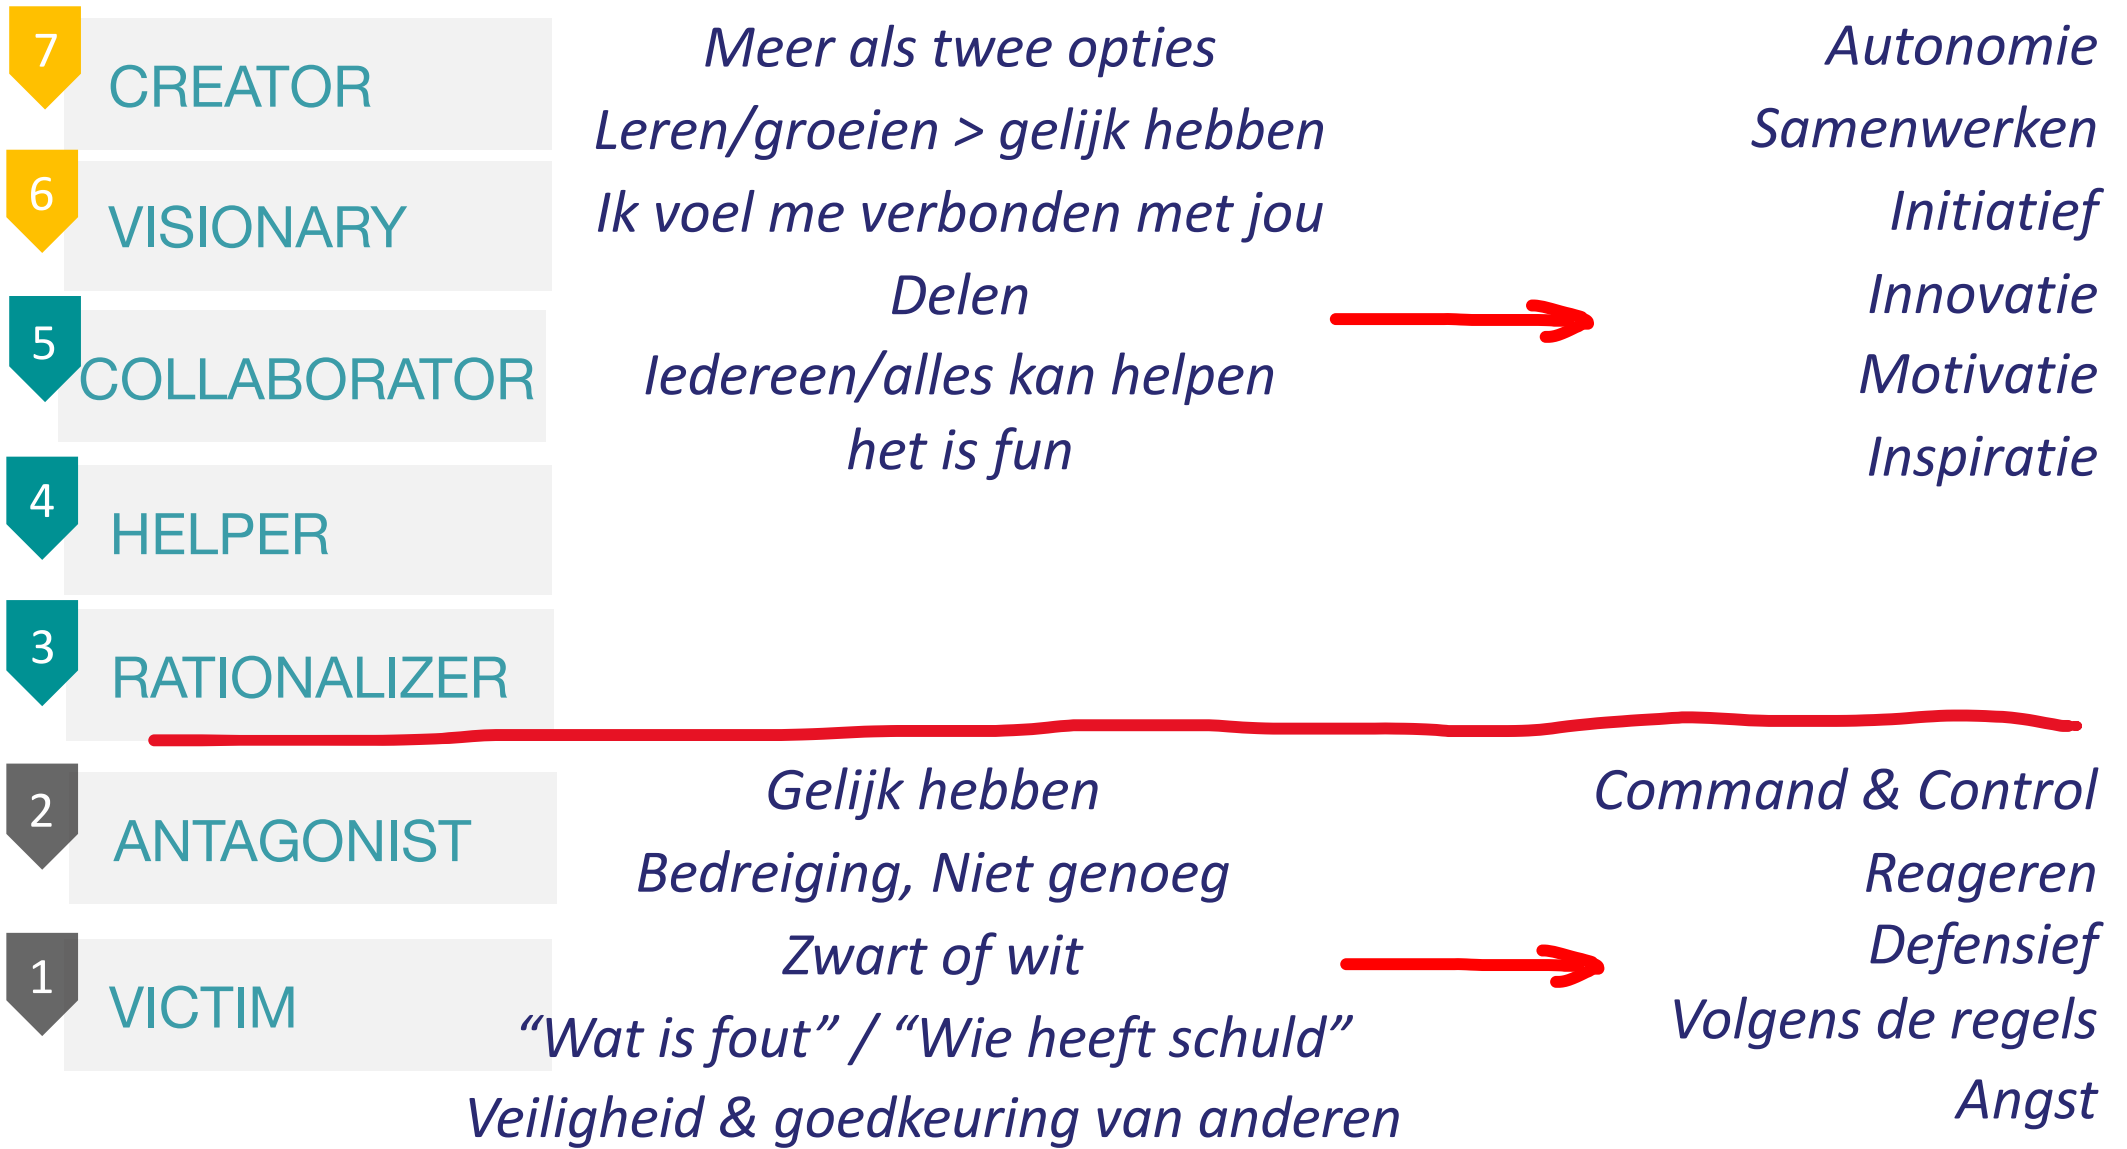 7
CREATOR
6
VISIONARY
5
COLLABORATOR
4
HELPER
3
RATIONALIZER
2
ANTAGONIST
1
VICTIM
Meer als twee opties
Leren/groeien > gelijk hebben
Ik voel me verbonden met jou
Delen
Iedereen/alles kan helpen
het is fun
Autonomie
Samenwerken
Initiatief
Innovatie
Motivatie
Inspiratie
Gelijk hebben
Bedreiging, Niet genoeg
Zwart of wit
“Wat is fout” / “Wie heeft schuld”
Veiligheid & goedkeuring van anderen
Command & Control
Reageren
Defensief
Volgens de regels
Angst